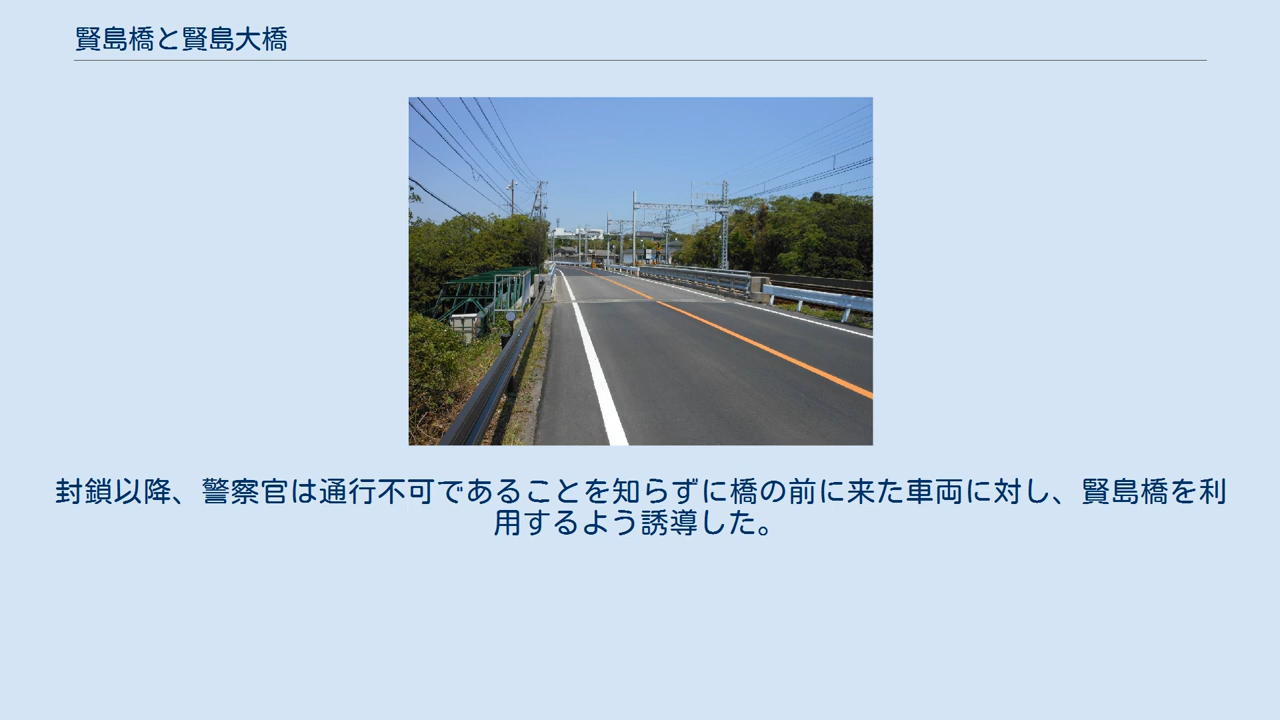 賢島橋と賢島大橋
封鎖以降、警察官は通行不可であることを知らずに橋の前に来た車両に対し、賢島橋を利
用するよう誘導した。